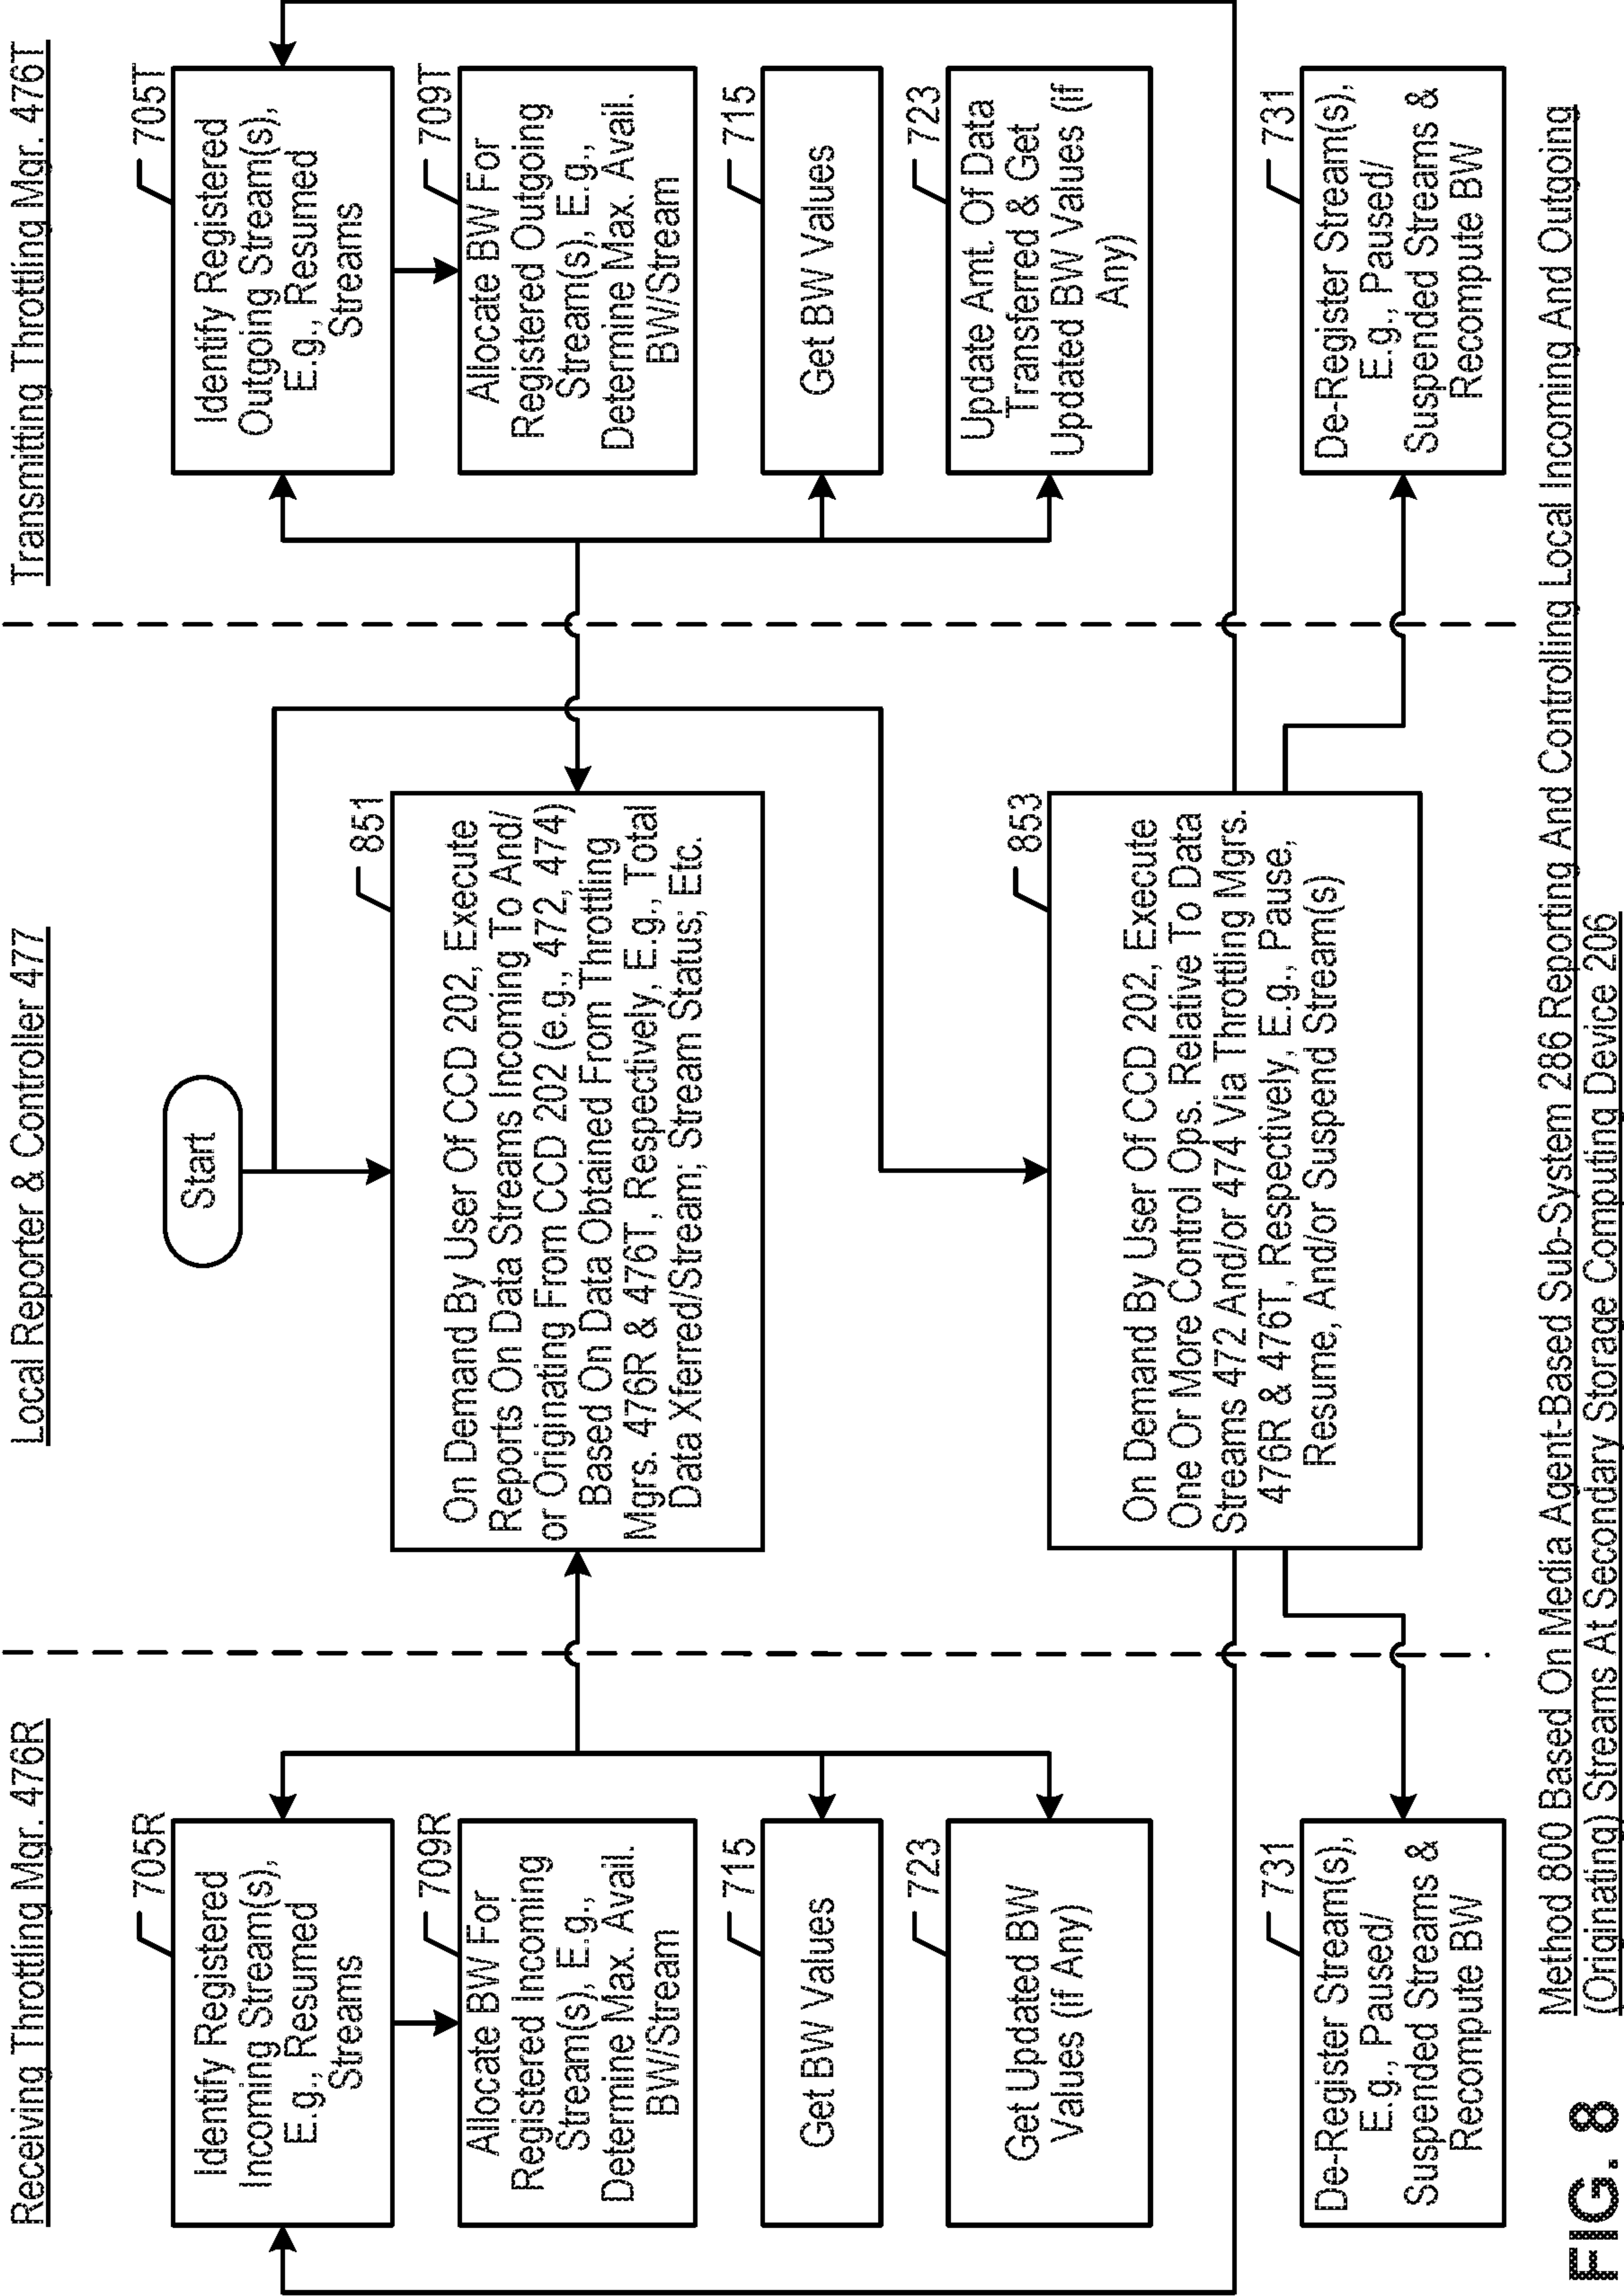 Receiving Throttling Mgr. 476R
705R
Identify Registered
Incoming Stream(s),
E.g., Resumed
Streams
709R
Allocate BW For
Registered Incoming
Stream(s), E.g.,
Determine Max. Avail.
BW/Stream
715
Get BW Values
723
Get Updated BW
Values (if Any)
731
De-Register Stream(s),
E.g., Paused/
Suspended Streams &
Recompute BW
Local Reporter & Controller 477
Start
851
On Demand By User Of CCD 202, Execute
Reports On Data Streams Incoming To And/
or Originating From CCD 202 (e.g., 472, 474)
Based On Data Obtained From Throttling
Mgrs. 476R & 476T, Respectively, E.g., Total
Data Xferred/Stream; Stream Status; Etc.
853
On Demand By User Of CCD 202, Execute
One Or More Control Ops. Relative To Data
Streams 472 And/or 474 Via Throttling Mgrs.
476R & 476T, Respectively, E.g., Pause,
Resume, And/or Suspend Stream(s)
Transmitting Throttling Mgr. 476T
705T
Identify Registered
Outgoing Stream(s),
E.g., Resumed
Streams
709T
Allocate BW For
Registered Outgoing
Stream(s), E.g.,
Determine Max. Avail.
BW/Stream
715
Get BW Values
723
Update Amt. Of Data
Transferred & Get
Updated BW Values (if
Any)
731
De-Register Stream(s),
E.g., Paused/
Suspended Streams &
Recompute BW
FIG. 8
Method 800 Based On Media Agent-Based Sub-System 286 Reporting And Controlling Local Incoming And Outgoing
(Originating) Streams At Secondary Storage Computing Device 206